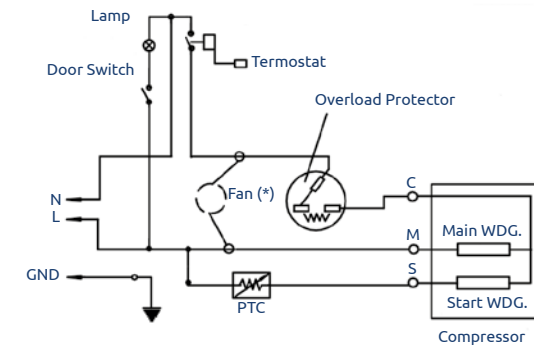 Lamp
Termostat
Door Switch
Overload Protector
C
N
Fan (*)
L
M
Main WDG.
GND
S
PTC
Start WDG.
Compressor